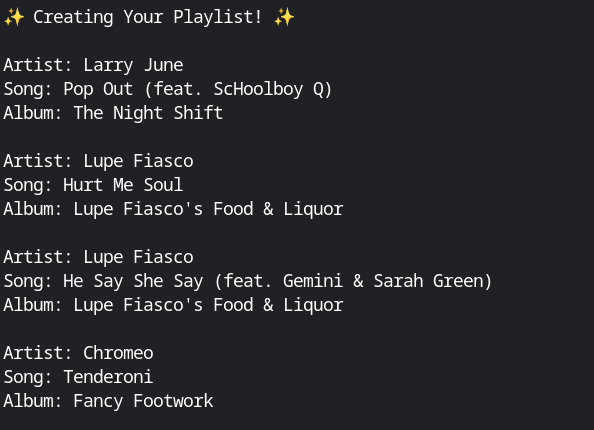 ✨ Creating Your Playlist! ✨
Artist: Larry June
Song: Pop Out (feat. ScHoolboy Q)
Album: The Night Shift
Artist: Lupe Fiasco
Song: Hurt Me Soul
Album: Lupe Fiasco's Food & Liquor
Artist: Lupe Fiasco
Song: He Say She Say (feat. Gemini & Sarah Green)
Album: Lupe Fiasco's Food & Liquor
Artist: Chromeo
Song: Tenderoni
Album: Fancy Footwork